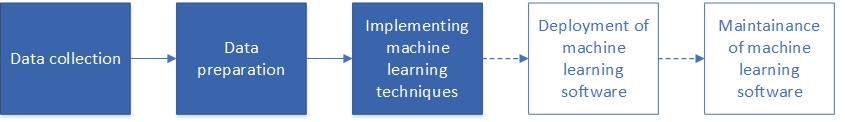 Data collection
Data
preparation
Implementing
machine
learning
techniques
Deployment of
machine
learning
software
Maintainance
of machine
learning
software